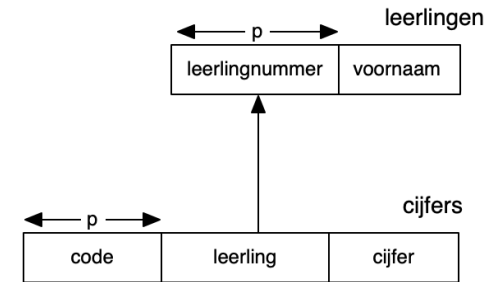 leerlingen
p
leerlingnummer voornaam
cijfers
p
code leerling cijfer